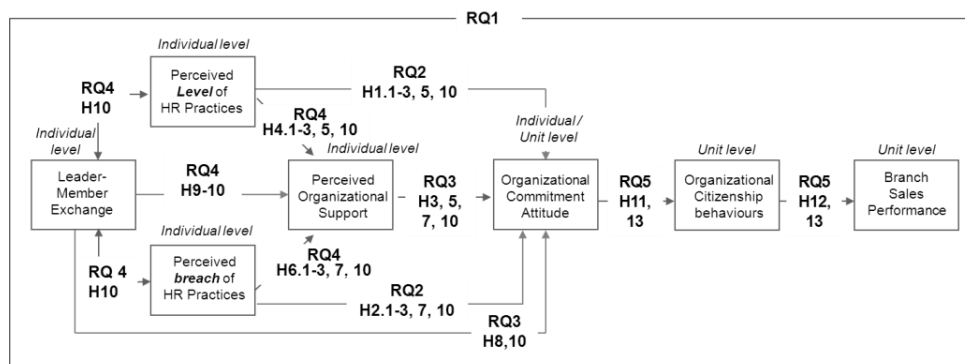 RQ1
Individual level
Perceived
Level of
HR Practices
RQ4
H10
RQ2
H1.1-3, 5, 10
RQ4
H4.1-3, 5, 10
Individual
level
Leader-
Member
Exchange
RQ4
H9-10
Individual level
Perceived
Organizational
Support
RQ3
H3, 5,
7, 10
Individual/
Unit level
Organizational
Commitment
Attitude
RQ5
H11,
13
Unit level
Organizational
Citizenship
behaviours
RQ5
H12,
13
Unit level
Branch
Sales
Performance
RQ 4
H10
Individual level
Perceived
breach of
HR Practices
RQ4
H6.1-3, 7, 10
RQ2
H2.1-3, 7, 10
RQ3
H8,10